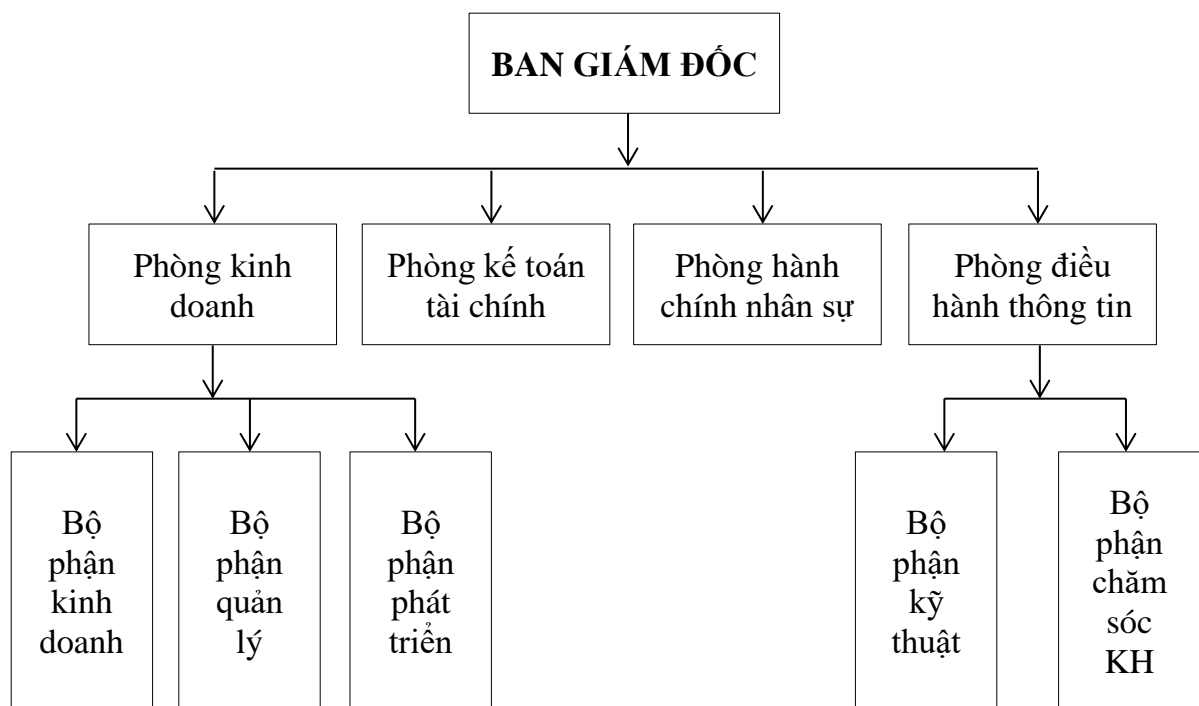 BAN GIÁM ĐỐC
Phòng kinh
doanh
Phòng kế toán
tài chính
Phòng hành
chính nhân sự
Phòng điều
hành thông tin
Bộ
phận
kinh
doanh
Bộ
phận
quản
lý
Bộ
phận
phát
triển
Bộ
phận
kỹ
thuật
Bộ
phận
chăm
sóc
KH